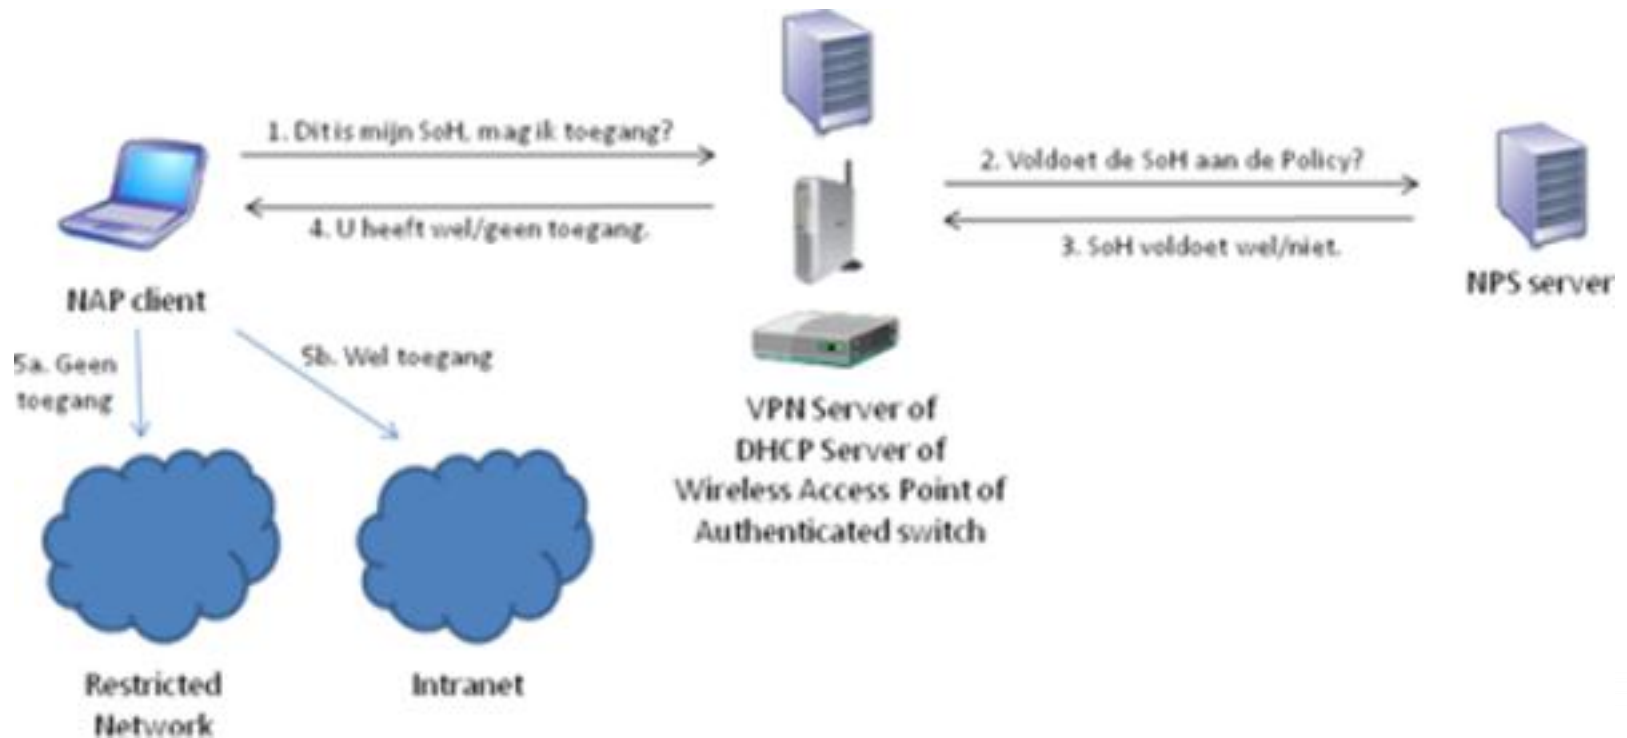 1. Dit is mijn SoH, mag ik toegang?
2. Voldoet de SoH aan de Policy?
4. U heeft wel/geen toegang.
3. SoH voldoet wel/niet.
NAP client
NPS server
5a. Geen
toegang
5b. Wel toegang
VPN Server of
DHCP Server of
Wireless Access Point of
Authenticated switch
Restricted
Network
Intranet